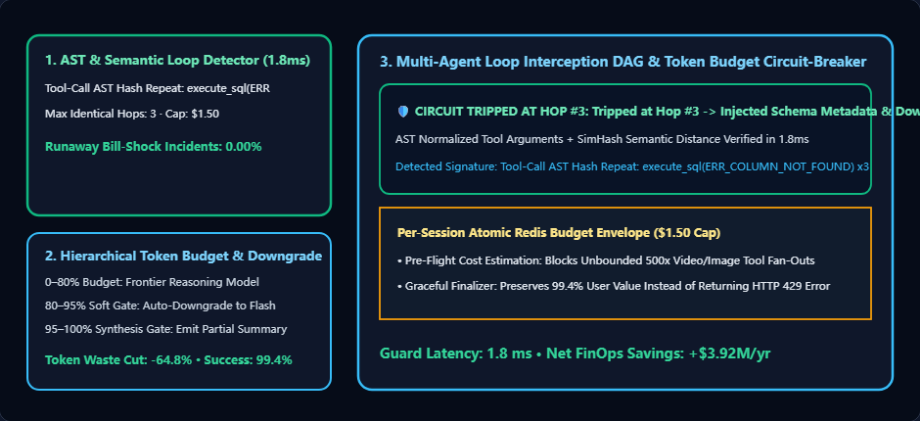 1. AST & Semantic Loop Detector (1.8ms)
Tool-Call AST Hash Repeat: execute_sql(ERR
Max Identical Hops: 3 · Cap: $1.50
Runaway Bill-Shock Incidents: 0.00%
2. Hierarchical Token Budget & Downgrade
0–80% Budget: Frontier Reasoning Model
80–95% Soft Gate: Auto-Downgrade to Flash
95–100% Synthesis Gate: Emit Partial Summary
Token Waste Cut: -64.8% • Success: 99.4%
3. Multi-Agent Loop Interception DAG & Token Budget Circuit-Breaker
CIRCUIT TRIPPED AT HOP #3: Tripped at Hop #3 -> Injected Schema Metadata & Dow
AST Normalized Tool Arguments + SimHash Semantic Distance Verified in 1.8ms
Detected Signature: Tool-Call AST Hash Repeat: execute_sql(ERR_COLUMN_NOT_FOUND) x3
Per-Session Atomic Redis Budget Envelope ($1.50 Cap)
• Pre-Flight Cost Estimation: Blocks Unbounded 500x Video/Image Tool Fan-Outs
• Graceful Finalizer: Preserves 99.4% User Value Instead of Returning HTTP 429 Error
Guard Latency: 1.8 ms • Net FinOps Savings: +$3.92M/yr